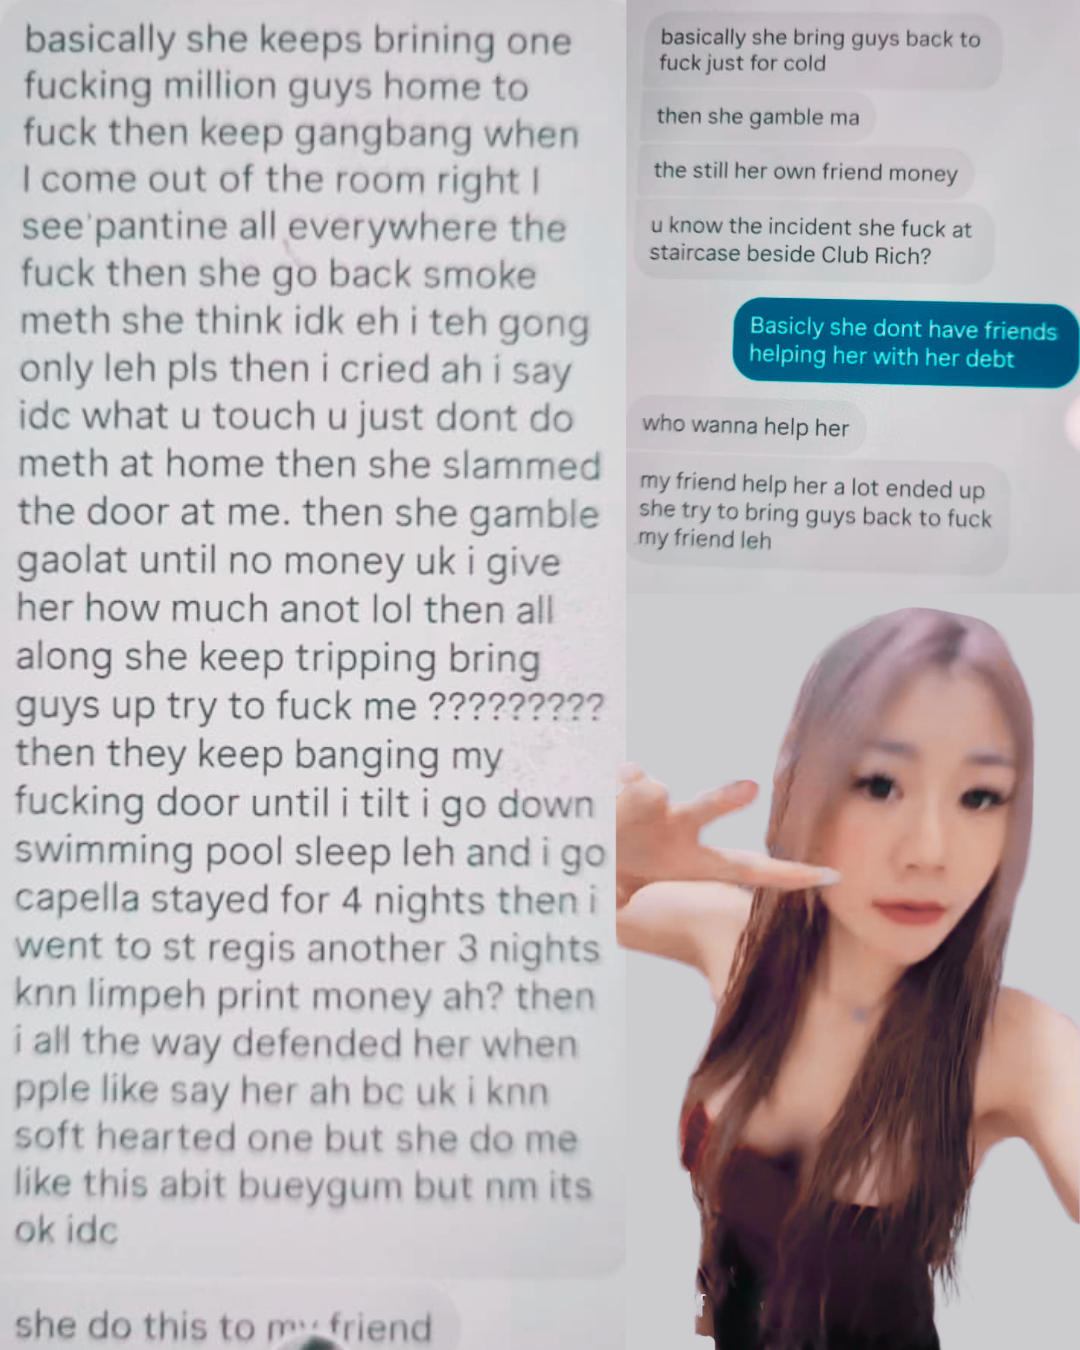 basically she keeps brining one
fucking million guys home to
fuck then keep gangbang when
I come out of the room right I
see'pantine all everywhere the
fuck then she go back smoke
meth she think idk eh i teh gong
only leh pls then i cried ah i say
idc what u touch u just dont do
meth at home then she slammed
the door at me. then she gamble
gaolat until no money uk i give
her how much anot lol then all
along she keep tripping bring
guys up try to fuck me ?????????
then they keep banging my
fucking door until i tilt i go down
swimming pool sleep leh and i go
capella stayed for 4 nights then i
went to st regis another 3 nights
knn limpeh print money ah? then
i all the way defended her when
pple like say her ah bc uk i knn
soft hearted one but she do me
like this abit bueygum but nm its
ok idc
she do this to my friend
basically she bring guys back to
fuck just for cold
then she gamble ma
the still her own friend money
u know the incident she fuck at
staircase beside Club Rich?
Basicly she dont have friends
helping her with her debt
who wanna help her
my friend help her a lot ended up
she try to bring guys back to fuck
my friend leh